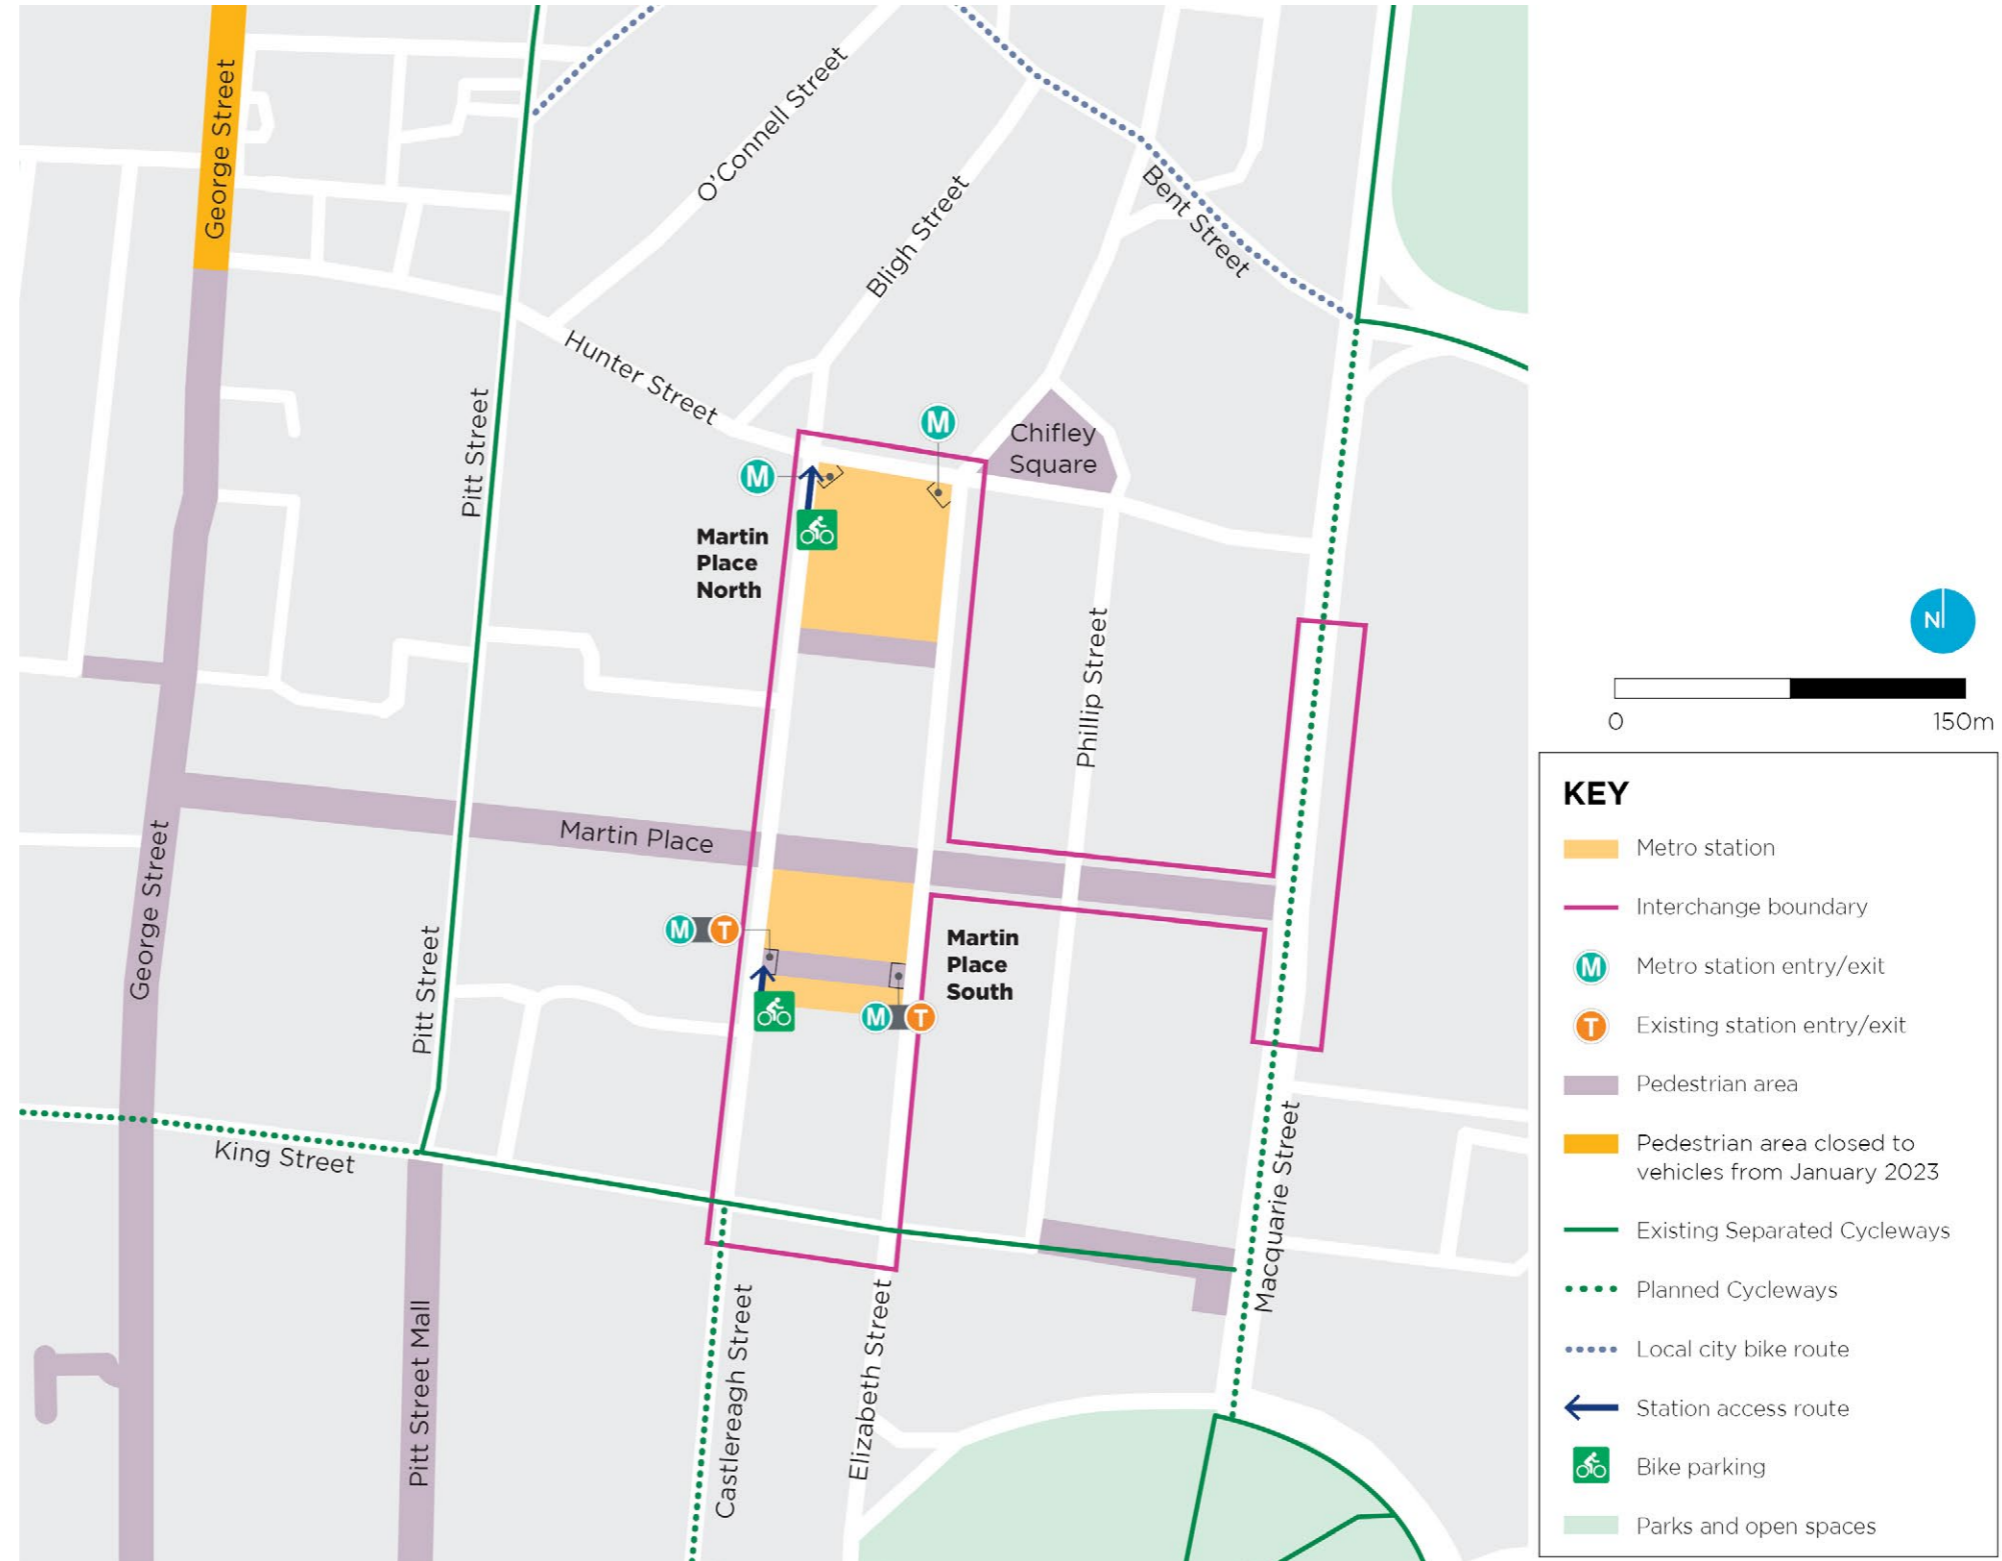 George Street
O'Connell Street
Bligh Street
Bent Street
Hunter Street
Pitt Street
M
M
Chifley
Square
Martin
Place
North
Phillip Street
Martin Place
George Street
Pitt Street
M T
Martin
Place
South
M T
King Street
Macquarie Street
Pitt Street Mall
Castlereagh Street
Elizabeth Street
N
0 150m
KEY
Metro station
Interchange boundary
M Metro station entry/exit
T Existing station entry/exit
Pedestrian area
Pedestrian area closed to
vehicles from January 2023
Existing Separated Cycleways
Planned Cycleways
Local city bike route
Station access route
Bike parking
Parks and open spaces